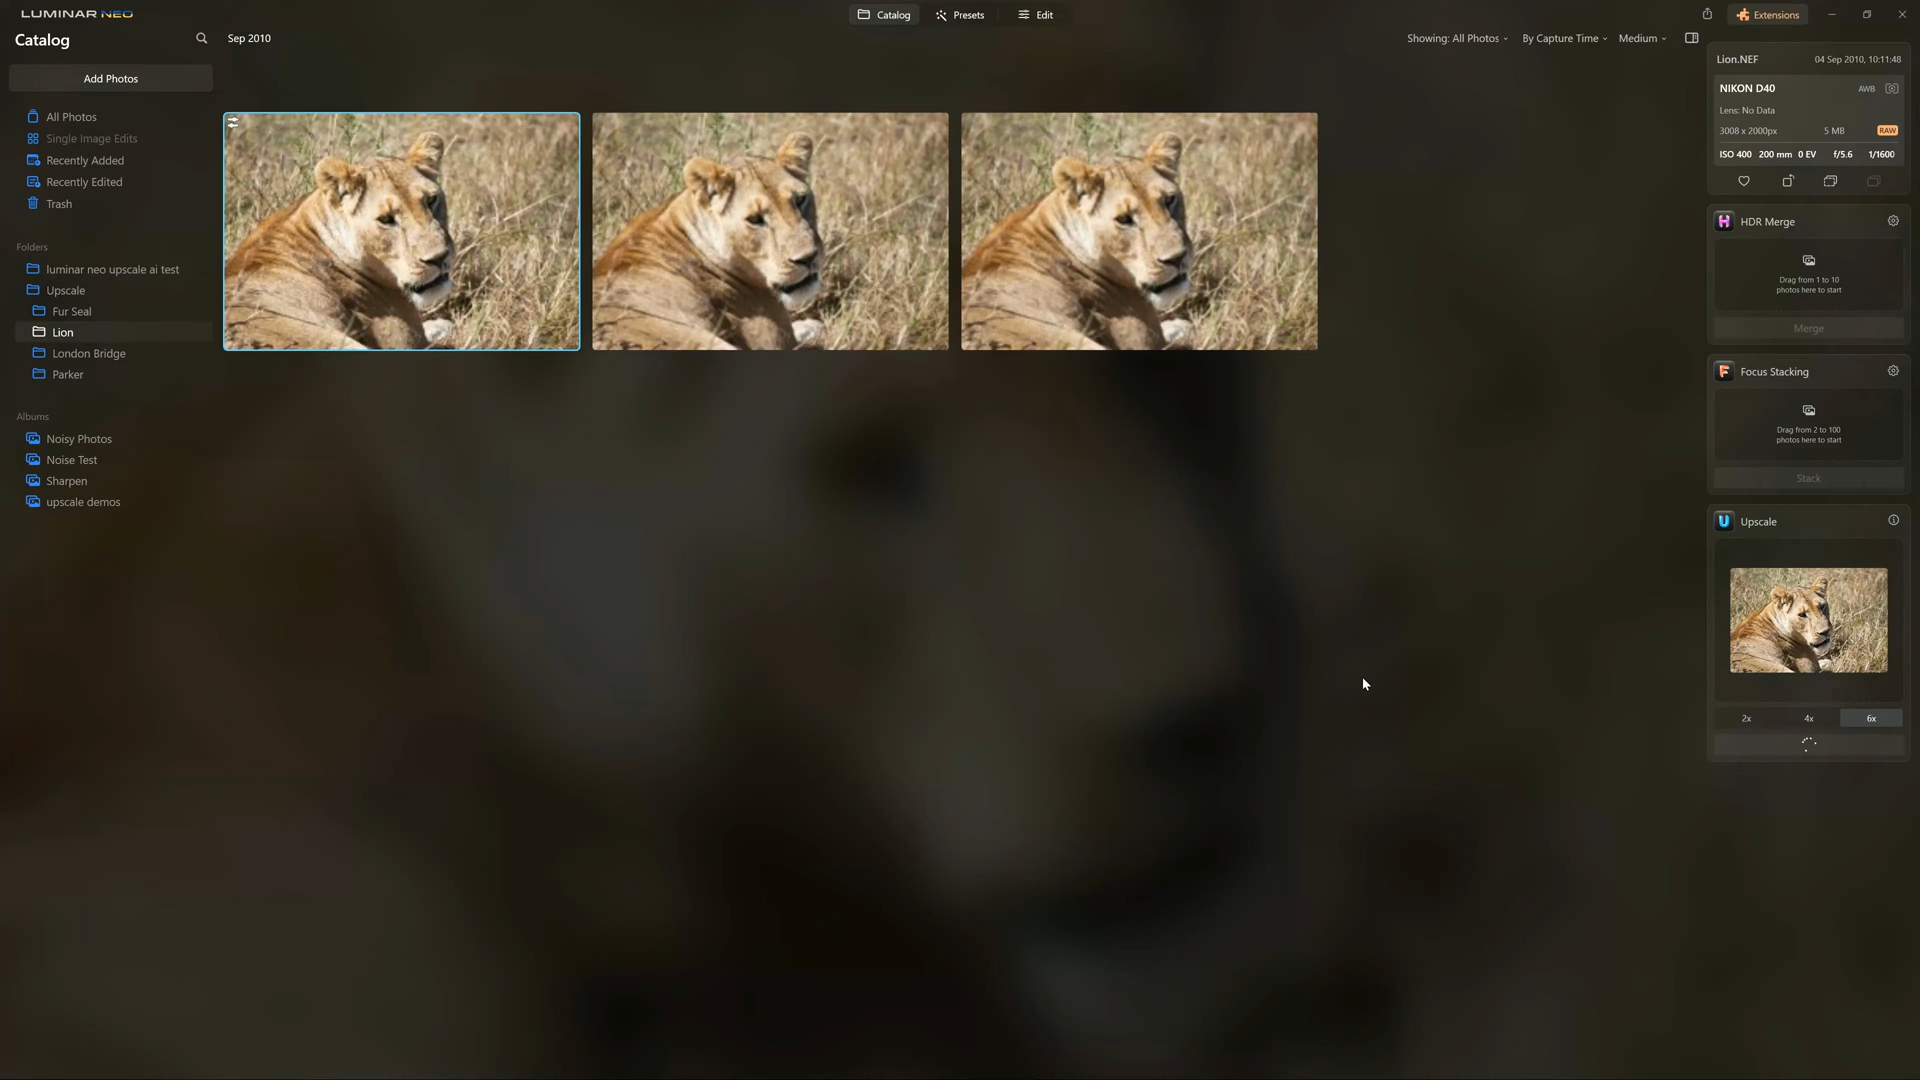 LUMINAR NEO
Catalog
Presets
Edit
Extensions
Catalog
Sep 2010
Showing: All Photos
By Capture Time
Medium
Add Photos
All Photos
Single Image Edits
Recently Added
Recently Edited
Trash
Folders
luminar neo upscale ai test
Upscale
Fur Seal
Lion
London Bridge
Parker
Albums
Noisy Photos
Noise Test
Sharpen
upscale demos
Lion.NEF 04 Sep 2010, 10:11:48
NIKON D40 AWB
Lens: No Data
3008 x 2000px 5 MB RAW
ISO 400 200 mm 0 EV f/5.6 1/1600
H HDR Merge
Drag from 1 to 10
photos here to start
Merge
F Focus Stacking
Drag from 2 to 100
photos here to start
Stack
U Upscale
2x 4x 6x